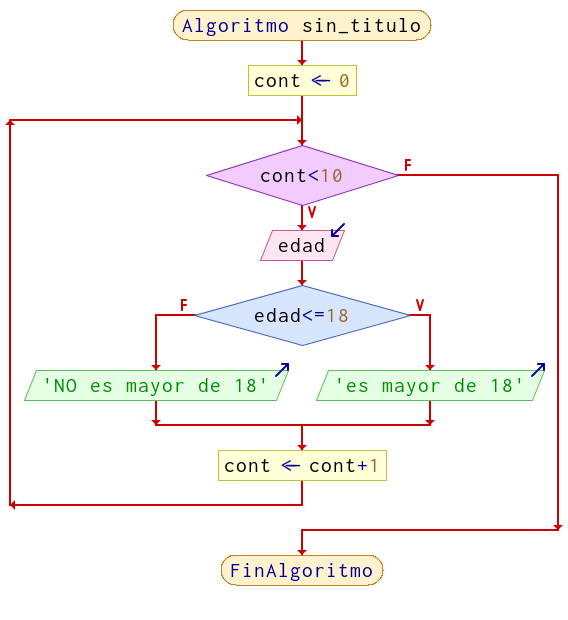 Algoritmo sin_titulo
cont ← 0
cont<10
F
V
edad
edad<=18
F
V
'NO es mayor de 18'
'es mayor de 18'
cont ← cont+1
FinAlgoritmo